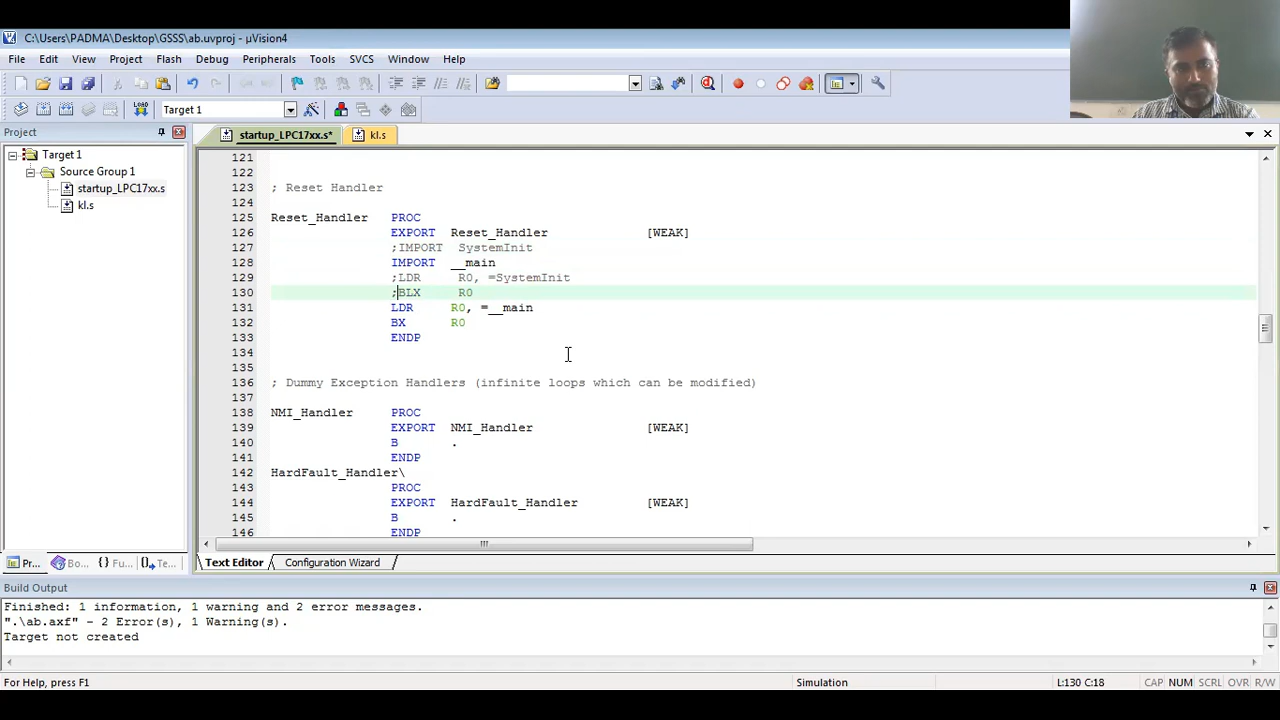 C:\Users\PADMA\Desktop\GSSS\ab.uvproj - µVision4
File Edit View Project Flash Debug Peripherals Tools SVCS Window Help
LOAD Target 1
Project
startup_LPC17xx.s* kl.s
Target 1
Source Group 1
startup_LPC17xx.s
kl.s
121
122
123 ; Reset Handler
124
125 Reset_Handler PROC
126 EXPORT Reset_Handler [WEAK]
127 ;IMPORT SystemInit
128 IMPORT __main
129 ;LDR R0, =SystemInit
130 ;BLX R0
131 LDR R0, =__main
132 BX R0
133 ENDP
134
135
136 ; Dummy Exception Handlers (infinite loops which can be modified)
137
138 NMI_Handler PROC
139 EXPORT NMI_Handler [WEAK]
140 B .
141 ENDP
142 HardFault_Handler\
143 PROC
144 EXPORT HardFault_Handler [WEAK]
145 B .
146 ENDP
Pr... Bo... {} Fu... Te...
Text Editor Configuration Wizard
Build Output
Finished: 1 information, 1 warning and 2 error messages.
".\ab.axf" - 2 Error(s), 1 Warning(s).
Target not created
For Help, press F1 Simulation L:130 C:18 CAP NUM SCRL OVR R/W